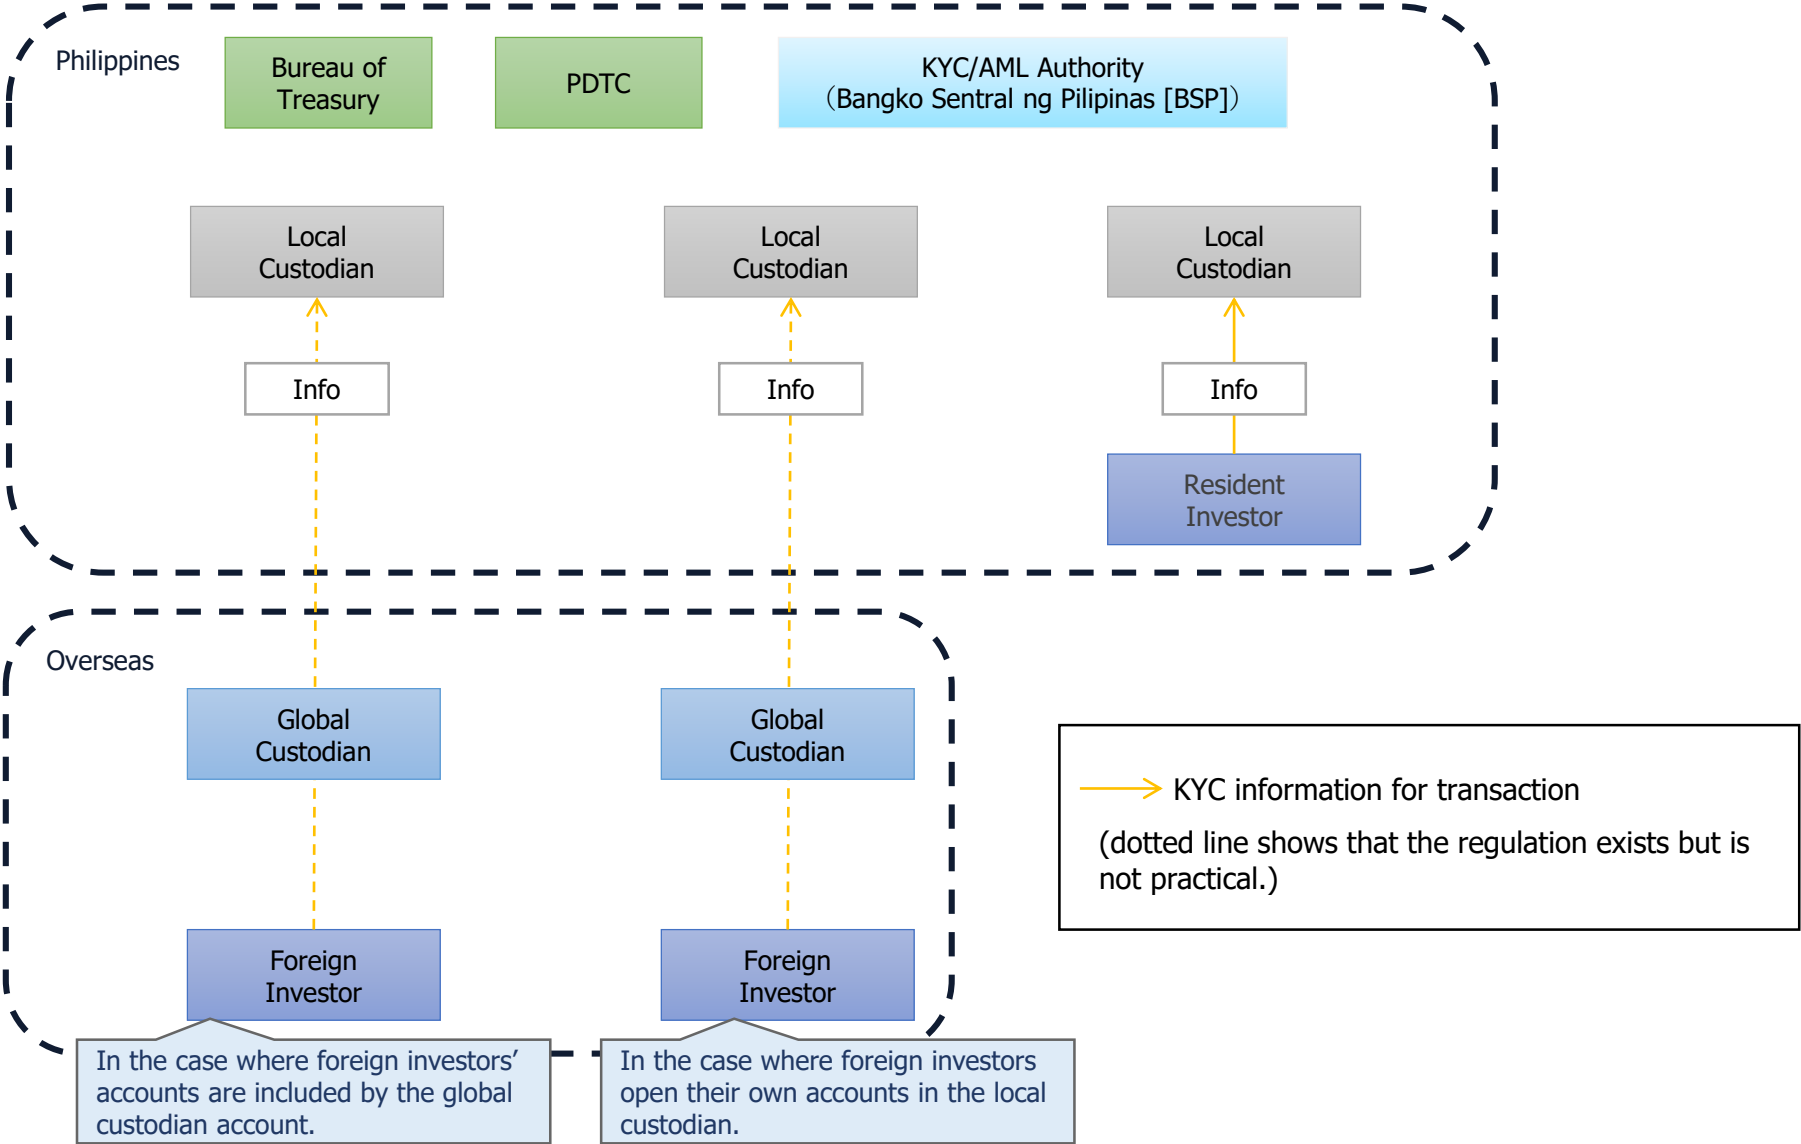 Philippines
Bureau of
Treasury
PDTC
KYC/AML Authority
（Bangko Sentral ng Pilipinas [BSP]）
Local
Custodian
Local
Custodian
Local
Custodian
Info
Info
Info
Resident
Investor
Overseas
Global
Custodian
Global
Custodian
KYC information for transaction
(dotted line shows that the regulation exists but is
not practical.)
Foreign
Investor
Foreign
Investor
In the case where foreign investors’
accounts are included by the global
custodian account.
In the case where foreign investors
open their own accounts in the local
custodian.